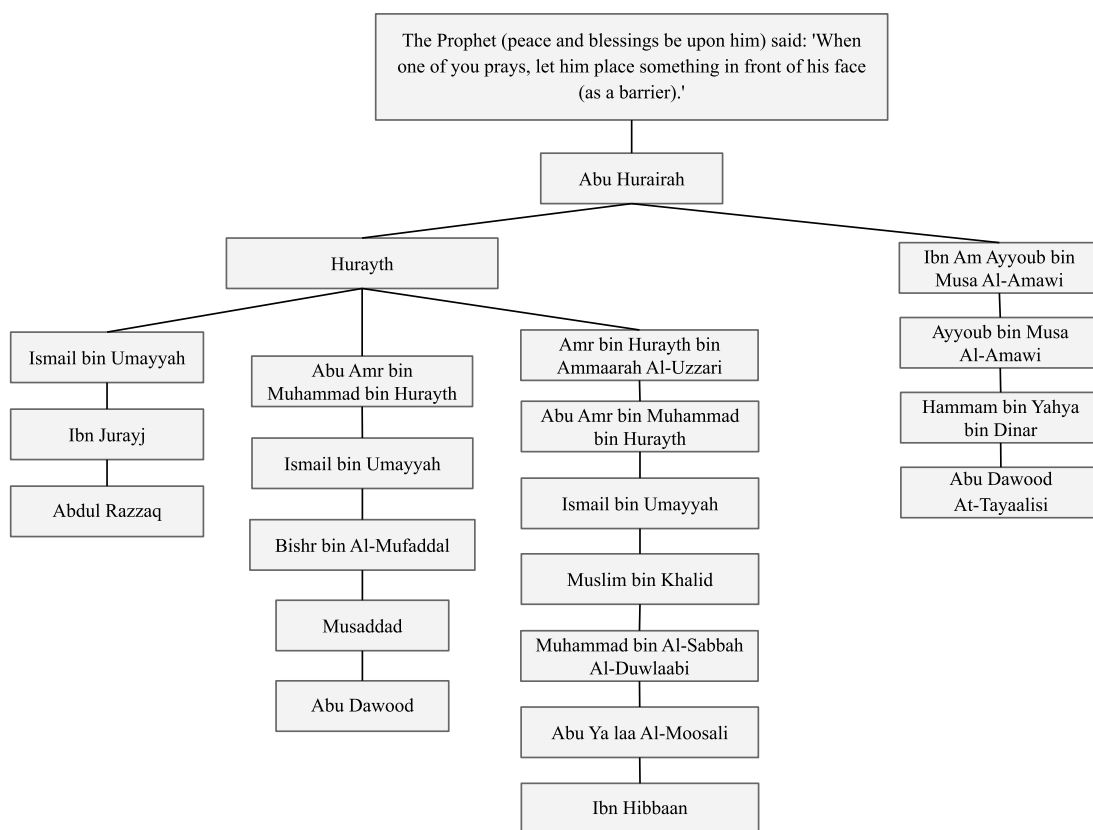 The Prophet (peace and blessings be upon him) said: 'When
one of you prays, let him place something in front of his face
(as a barrier).'
Abu Hurairah
Hurayth
Ibn Am Ayyoub bin
Musa Al-Amawi
Ismail bin Umayyah
Ibn Jurayj
Abdul Razzaq
Abu Amr bin
Muhammad bin Hurayth
Ismail bin Umayyah
Bishr bin Al-Mufaddal
Musaddad
Abu Dawood
Amr bin Hurayth bin
Ammaarah Al-Uzzari
Abu Amr bin Muhammad
bin Hurayth
Ismail bin Umayyah
Muslim bin Khalid
Muhammad bin Al-Sabbah
Al-Duwlaabi
Abu Ya laa Al-Moosali
Ibn Hibbaan
Ayyoub bin Musa
Al-Amawi
Hammam bin Yahya
bin Dinar
Abu Dawood
At-Tayaalisi